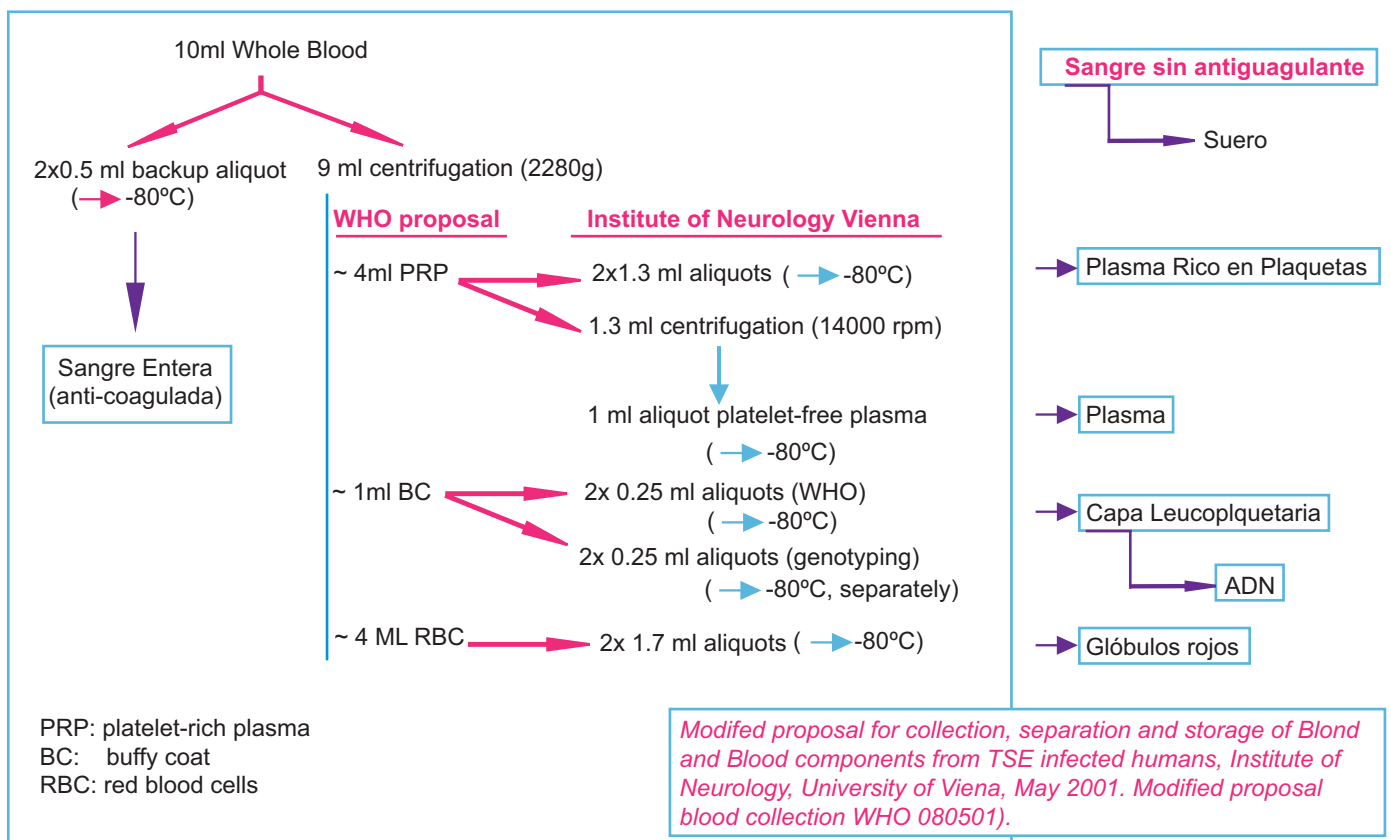 10ml Whole Blood
2x0.5 ml backup aliquot
( -80ºC)
9 ml centrifugation (2280g)
Sangre Entera
(anti-coagulada)
WHO proposal
Institute of Neurology Vienna
~ 4ml PRP
2x1.3 ml aliquots ( -80ºC)
1.3 ml centrifugation (14000 rpm)
1 ml aliquot platelet-free plasma
( -80ºC)
~ 1ml BC
2x 0.25 ml aliquots (WHO)
( -80ºC)
2x 0.25 ml aliquots (genotyping)
( -80ºC, separately)
~ 4 ML RBC
2x 1.7 ml aliquots ( -80ºC)
Sangre sin antiguagulante
Suero
Plasma Rico en Plaquetas
Plasma
Capa Leucoplquetaria
ADN
Glóbulos rojos
PRP: platelet-rich plasma
BC: buffy coat
RBC: red blood cells
Modifed proposal for collection, separation and storage of Blond
and Blood components from TSE infected humans, Institute of
Neurology, University of Viena, May 2001. Modified proposal
blood collection WHO 080501).